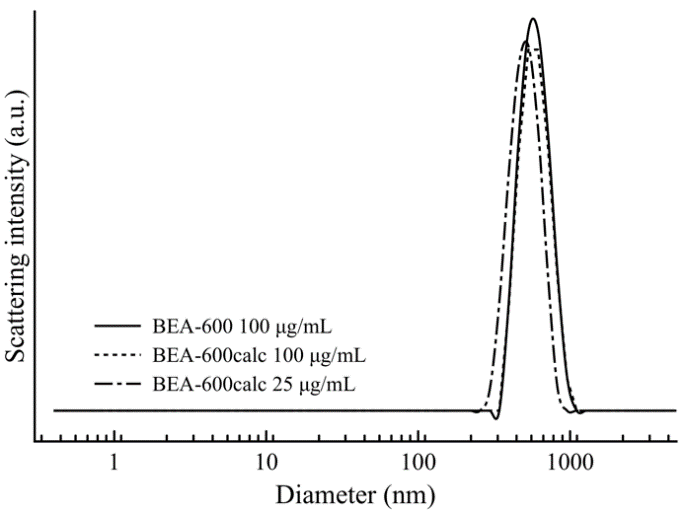 Scattering intensity (a.u.)
BEA-600 100 μg/mL
BEA-600calc 100 μg/mL
BEA-600calc 25 μg/mL
1 10 100 1000
Diameter (nm)